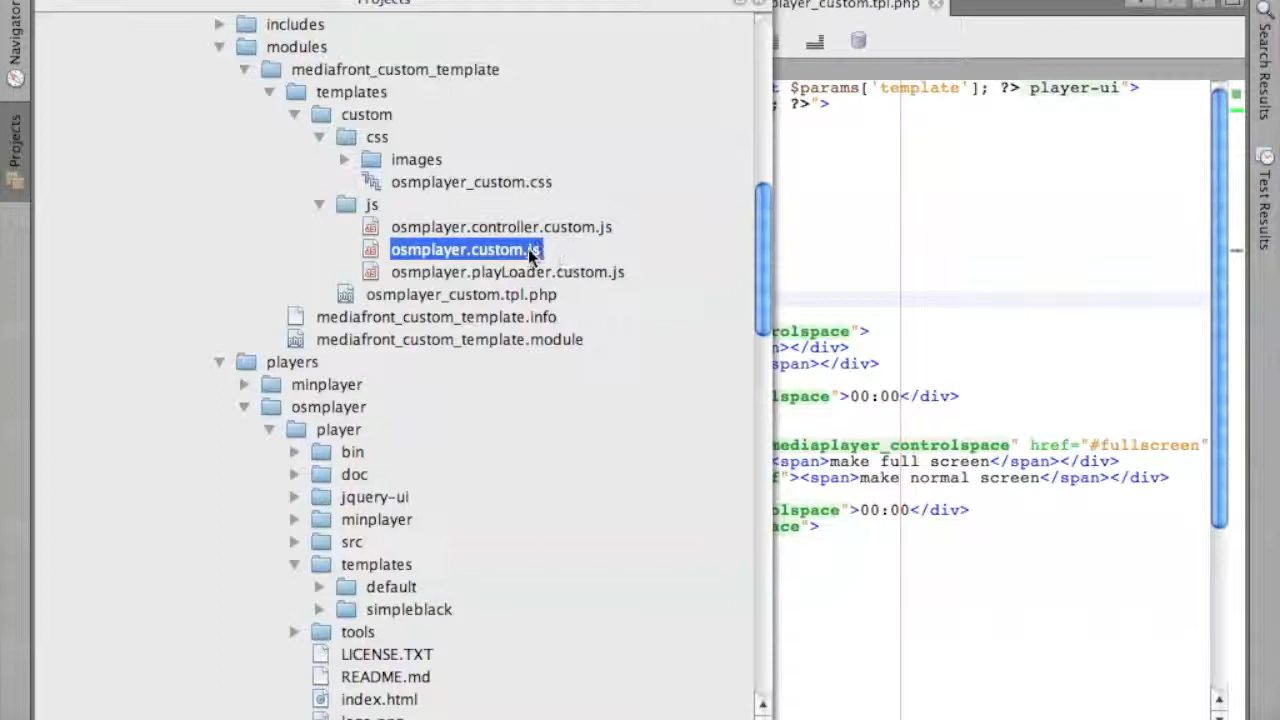 Projects
player_custom.tpl.php
Navigator
Projects
includes
modules
mediafront_custom_template
templates
custom
css
images
osmplayer_custom.css
js
osmplayer.controller.custom.js
osmplayer.custom.js
osmplayer.playLoader.custom.js
osmplayer_custom.tpl.php
mediafront_custom_template.info
mediafront_custom_template.module
players
minplayer
osmplayer
player
bin
doc
jquery-ui
minplayer
src
templates
default
simpleblack
tools
LICENSE.TXT
README.md
index.html
$params['template']; ?> player-ui">
; ?>">
rolspace">
></div>
span></div>
lspace">00:00</div>
mediaplayer_controlspace" href="#fullscreen"
<span>make full screen</span></div>
"><span>make normal screen</span></div>
olspace">00:00</div>
ace">
Search Results
Test Results